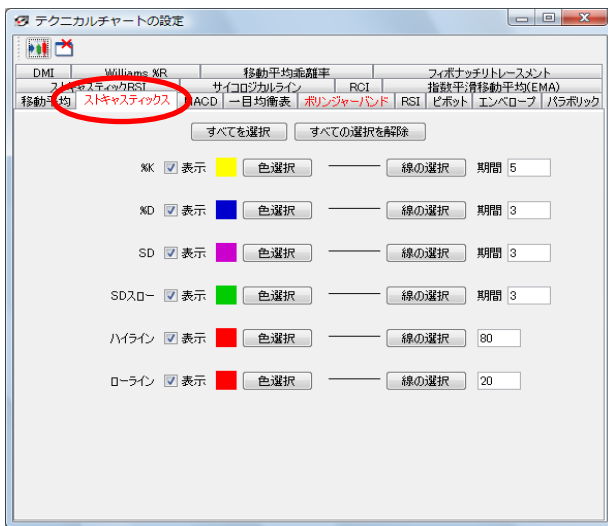 テクニカルチャートの設定
DMI Williams %R 移動平均乖離率 フィボナッチリトレースメント
ストキャスティックRSI サイコロジカルライン RCI 指数平滑移動平均(EMA)
移動平均 ストキャスティックス MACD 一目均衡表 ボリンジャーバンド RSI ピボット エンベロープ パラボリック
すべてを選択 すべての選択を解除
%K 表示 色選択 線の選択 期間 5
%D 表示 色選択 線の選択 期間 3
SD 表示 色選択 線の選択 期間 3
SDスロー 表示 色選択 線の選択 期間 3
ハイライン 表示 色選択 線の選択 80
ローライン 表示 色選択 線の選択 20